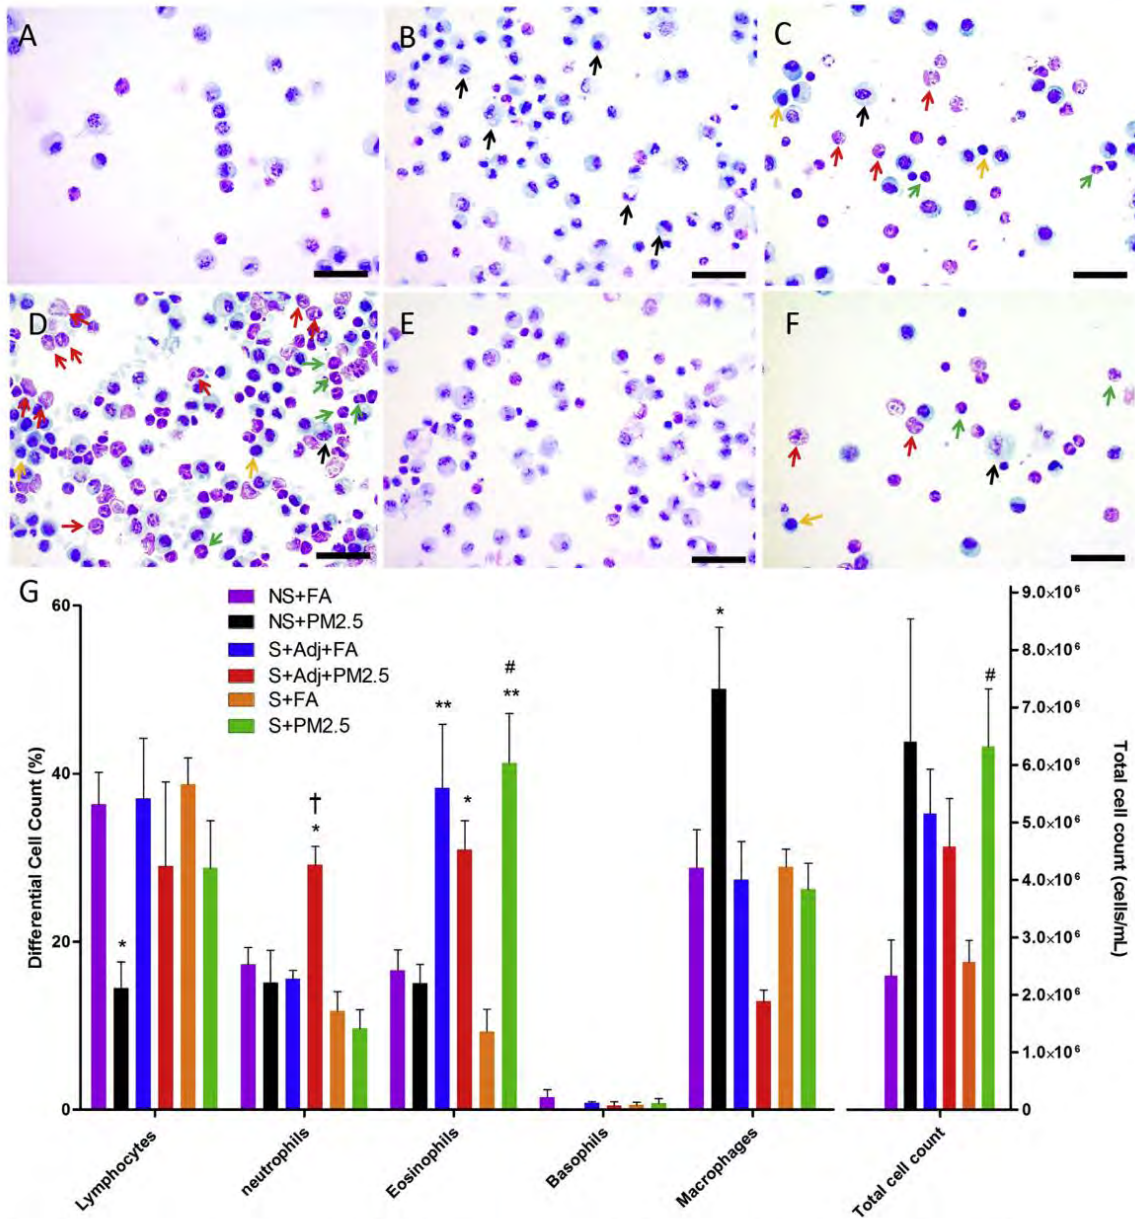 A
B
C
D
E
F
G
NS+FA
NS+PM2.5
S+Adj+FA
S+Adj+PM2.5
S+FA
S+PM2.5
Differential Cell Count (%)
60
40
20
0
*
†
*
**
*
#
**
*
#
9.0×10⁶
8.0×10⁶
7.0×10⁶
6.0×10⁶
5.0×10⁶
4.0×10⁶
3.0×10⁶
2.0×10⁶
1.0×10⁶
0
Total cell count (cells/mL)
Lymphocytes
neutrophils
Eosinophils
Basophils
Macrophages
Total cell count